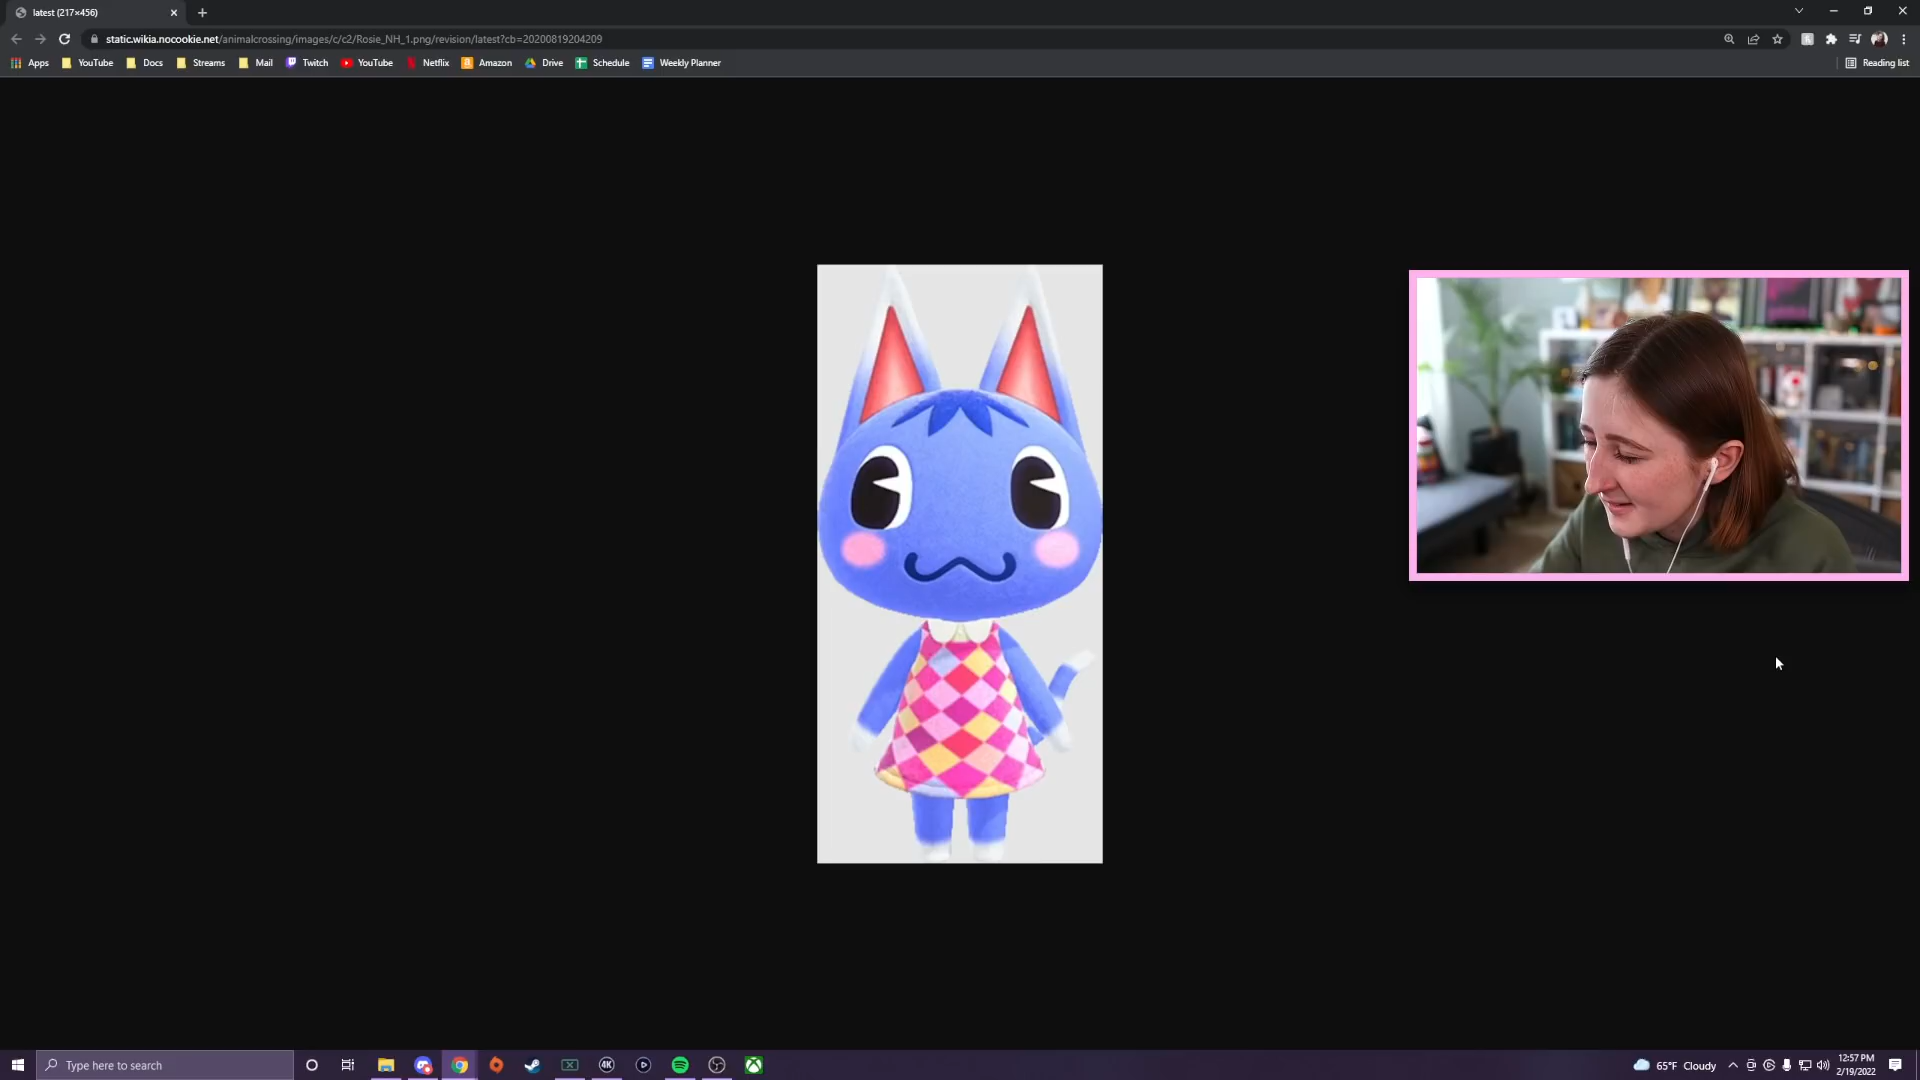 latest (217×456)
static.wikia.nocookie.net/animalcrossing/images/c/c2/Rosie_NH_1.png/revision/latest?cb=20200819204209
Apps YouTube Docs Streams Mail Twitch YouTube Netflix Amazon Drive Schedule Weekly Planner Reading list
Type here to search
4K
65°F Cloudy
12:57 PM
2/19/2022